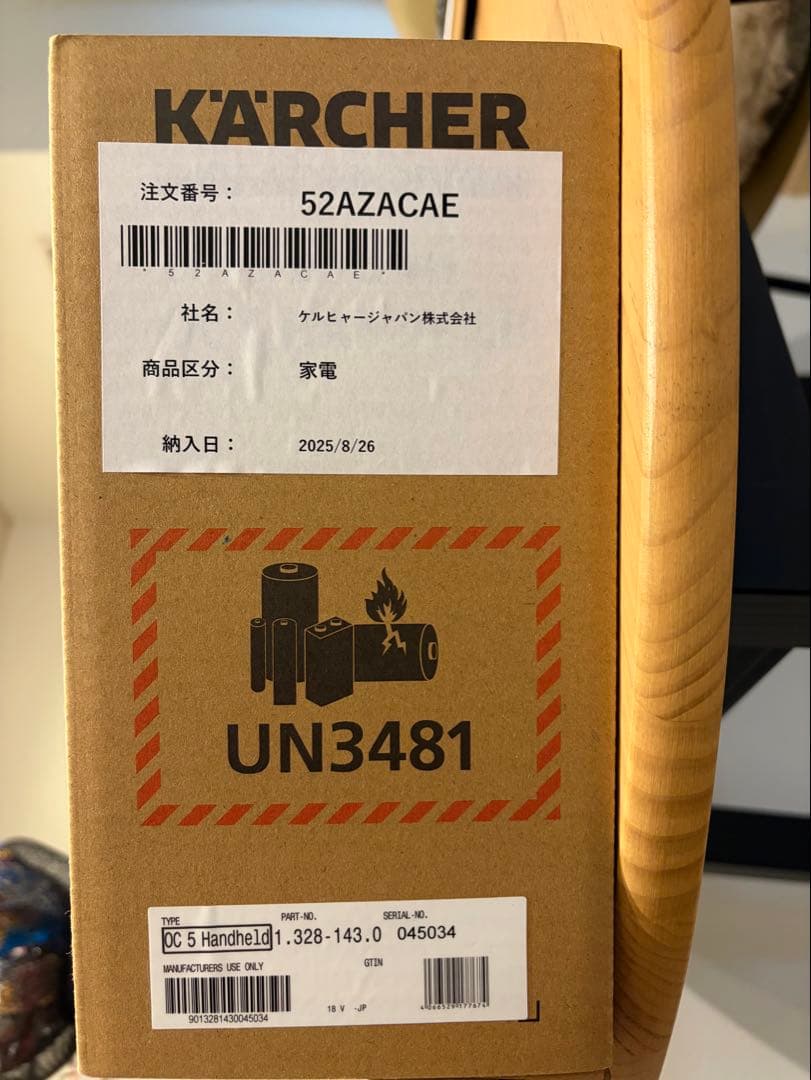 KÄRCHER
注文番号： 52AZACAE
*52AZACAE*
社名： ケルヒャージャパン株式会社
商品区分： 家電
納入日： 2025/8/26
UN3481
TYPE PART-NO. SERIAL-NO.
OC 5 Handheld 1.328-143.0 045034
MANUFACTURERS USE ONLY GTIN
18 V -JP 4066529177674
9013281430045034